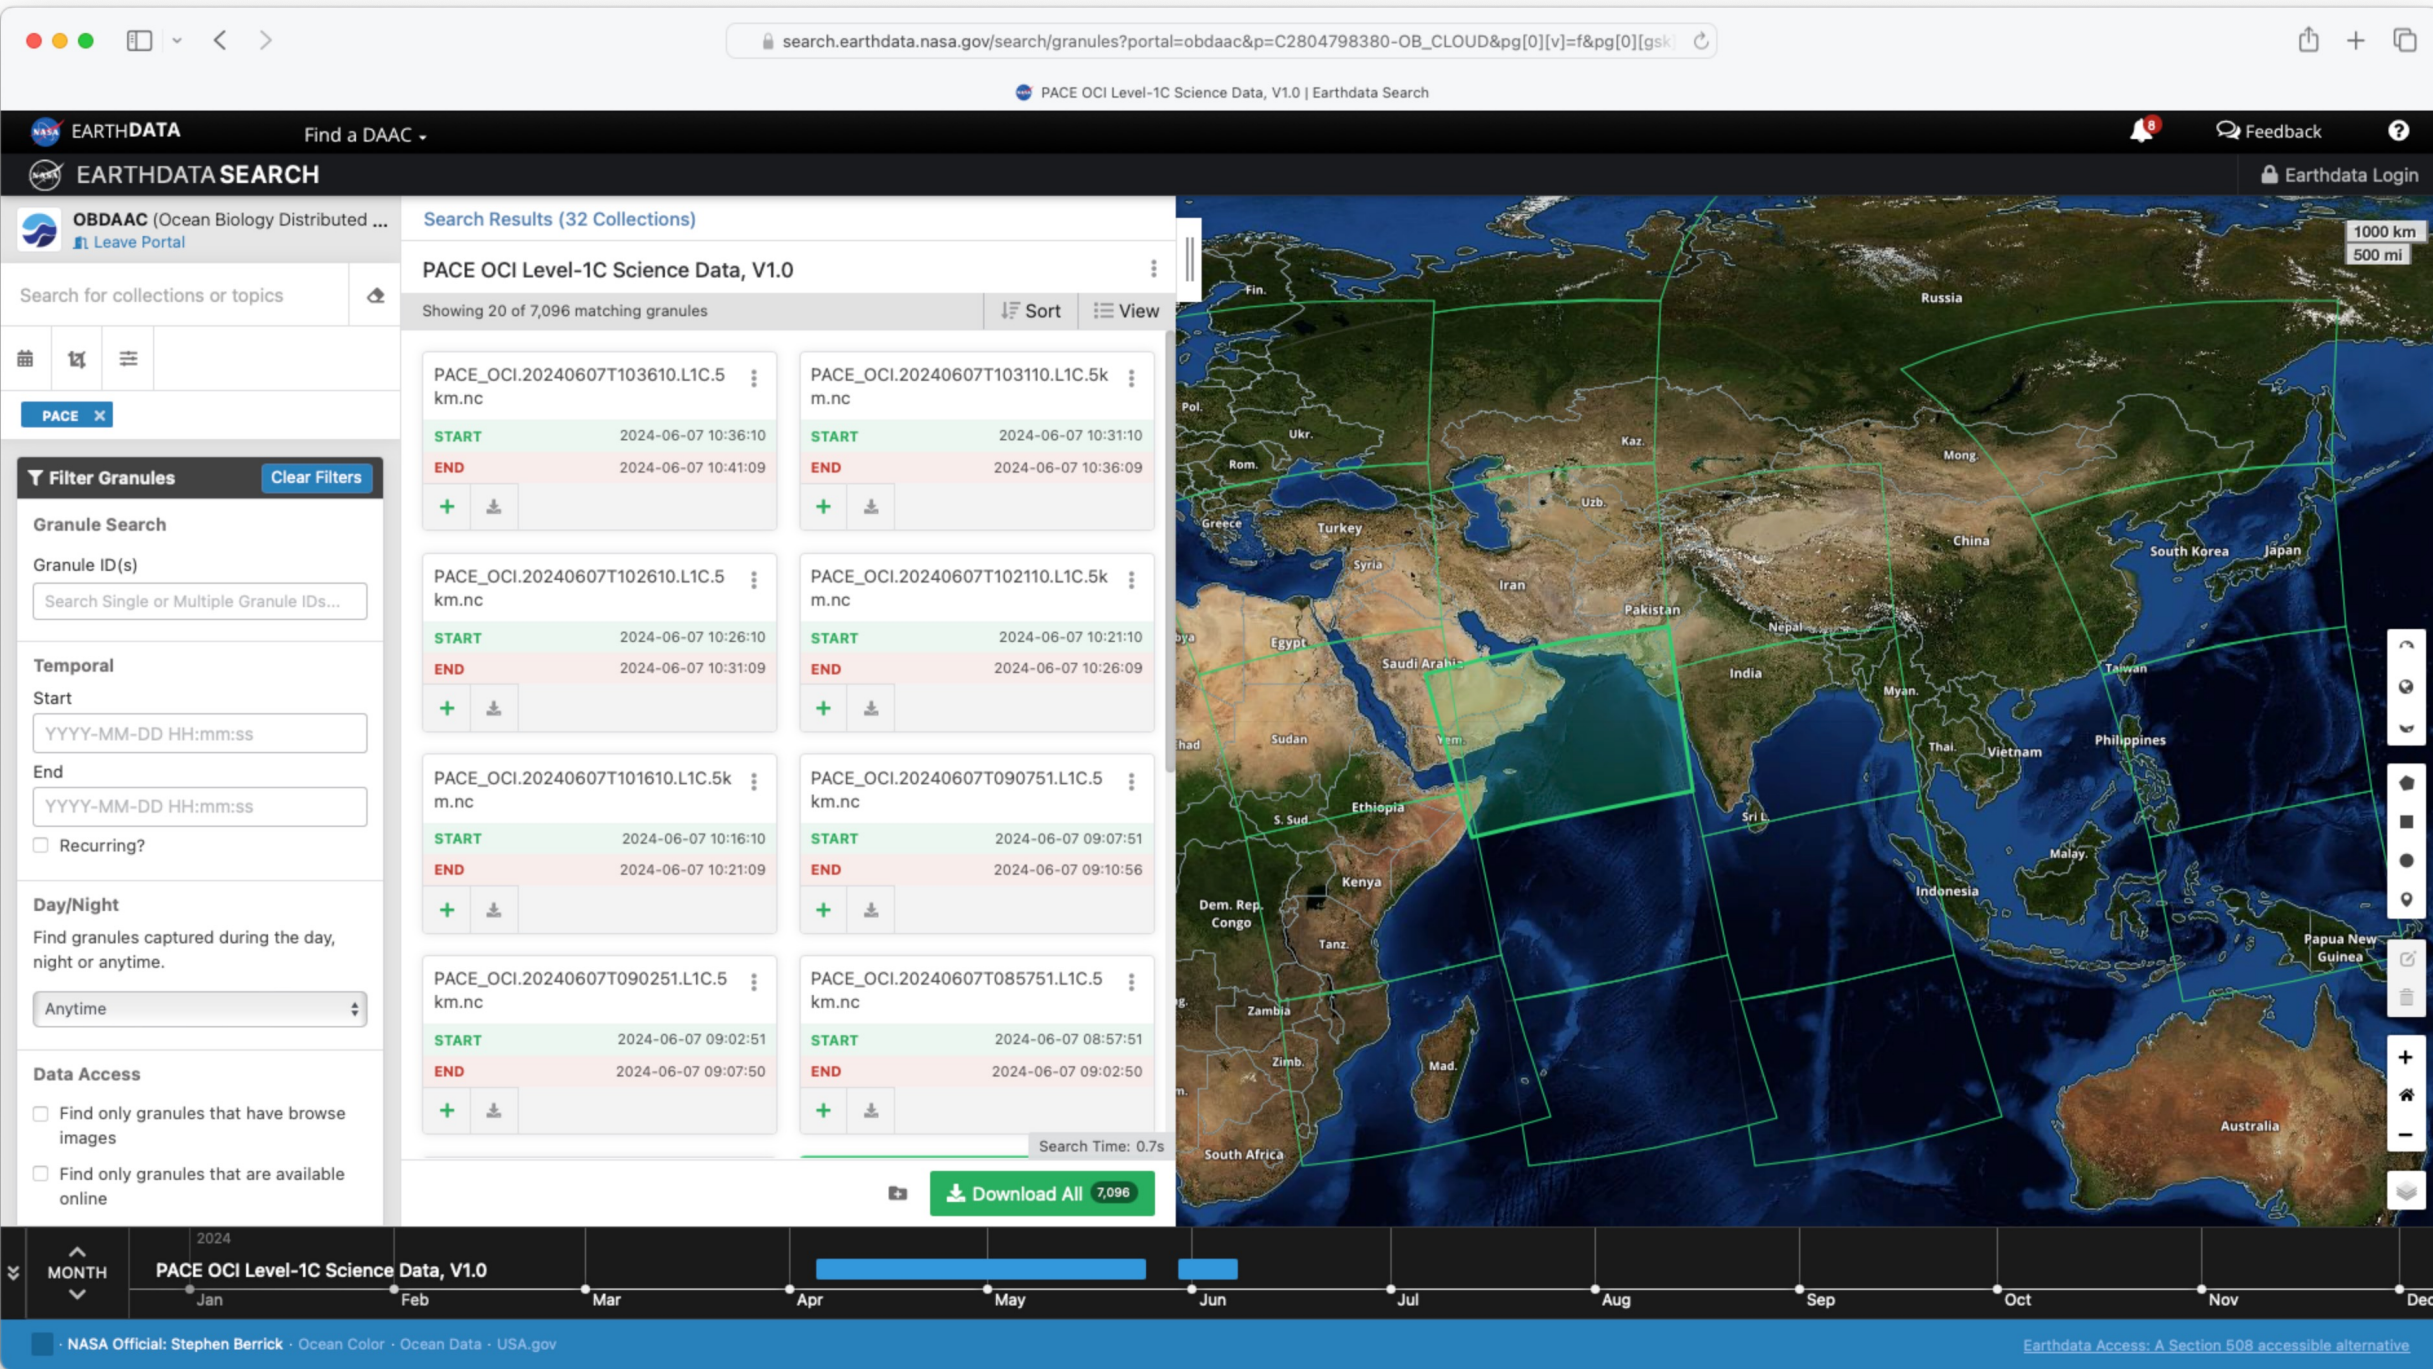 search.earthdata.nasa.gov/search/granules?portal=obdaac&p=C2804798380-OB_CLOUD&pg[0][v]=f&pg[0][gsk
PACE OCI Level-1C Science Data, V1.0 | Earthdata Search
NASA EARTHDATA
Find a DAAC
8
Feedback
?
NASA EARTHDATA SEARCH
Earthdata Login
OBDAAC (Ocean Biology Distributed ...
Leave Portal
Search for collections or topics
PACE ×
Filter Granules
Clear Filters
Granule Search
Granule ID(s)
Search Single or Multiple Granule IDs...
Temporal
Start
YYYY-MM-DD HH:mm:ss
End
YYYY-MM-DD HH:mm:ss
Recurring?
Day/Night
Find granules captured during the day,
night or anytime.
Anytime
Data Access
Find only granules that have browse
images
Find only granules that are available
online
Search Results (32 Collections)
PACE OCI Level-1C Science Data, V1.0
Showing 20 of 7,096 matching granules
Sort
View
PACE_OCI.20240607T103610.L1C.5
km.nc
START 2024-06-07 10:36:10
END 2024-06-07 10:41:09
PACE_OCI.20240607T103110.L1C.5k
m.nc
START 2024-06-07 10:31:10
END 2024-06-07 10:36:09
PACE_OCI.20240607T102610.L1C.5
km.nc
START 2024-06-07 10:26:10
END 2024-06-07 10:31:09
PACE_OCI.20240607T102110.L1C.5k
m.nc
START 2024-06-07 10:21:10
END 2024-06-07 10:26:09
PACE_OCI.20240607T101610.L1C.5k
m.nc
START 2024-06-07 10:16:10
END 2024-06-07 10:21:09
PACE_OCI.20240607T090751.L1C.5
km.nc
START 2024-06-07 09:07:51
END 2024-06-07 09:10:56
PACE_OCI.20240607T090251.L1C.5
km.nc
START 2024-06-07 09:02:51
END 2024-06-07 09:07:50
PACE_OCI.20240607T085751.L1C.5
km.nc
START 2024-06-07 08:57:51
END 2024-06-07 09:02:50
Search Time: 0.7s
Download All 7,096
1000 km
500 mi
Fin.
Russia
Pol.
Ukr.
Kaz.
Rom.
Mong.
Uzb.
Greece
Turkey
China
South Korea
Japan
Syria
Iran
Pakistan
Nepal
bya
Egypt
Saudi Arabia
India
Taiwan
Myan.
had
Sudan
Yem.
Thai.
Vietnam
Philippines
Ethiopia
S. Sud.
Sri L
Malay.
Kenya
Indonesia
Dem. Rep.
Congo
Tanz.
Papua New
Guinea
g.
Zambia
Zimb.
Mad.
m.
Australia
South Africa
MONTH
2024
PACE OCI Level-1C Science Data, V1.0
Jan
Feb
Mar
Apr
May
Jun
Jul
Aug
Sep
Oct
Nov
Dec
· NASA Official: Stephen Berrick · Ocean Color · Ocean Data · USA.gov
Earthdata Access: A Section 508 accessible alternative